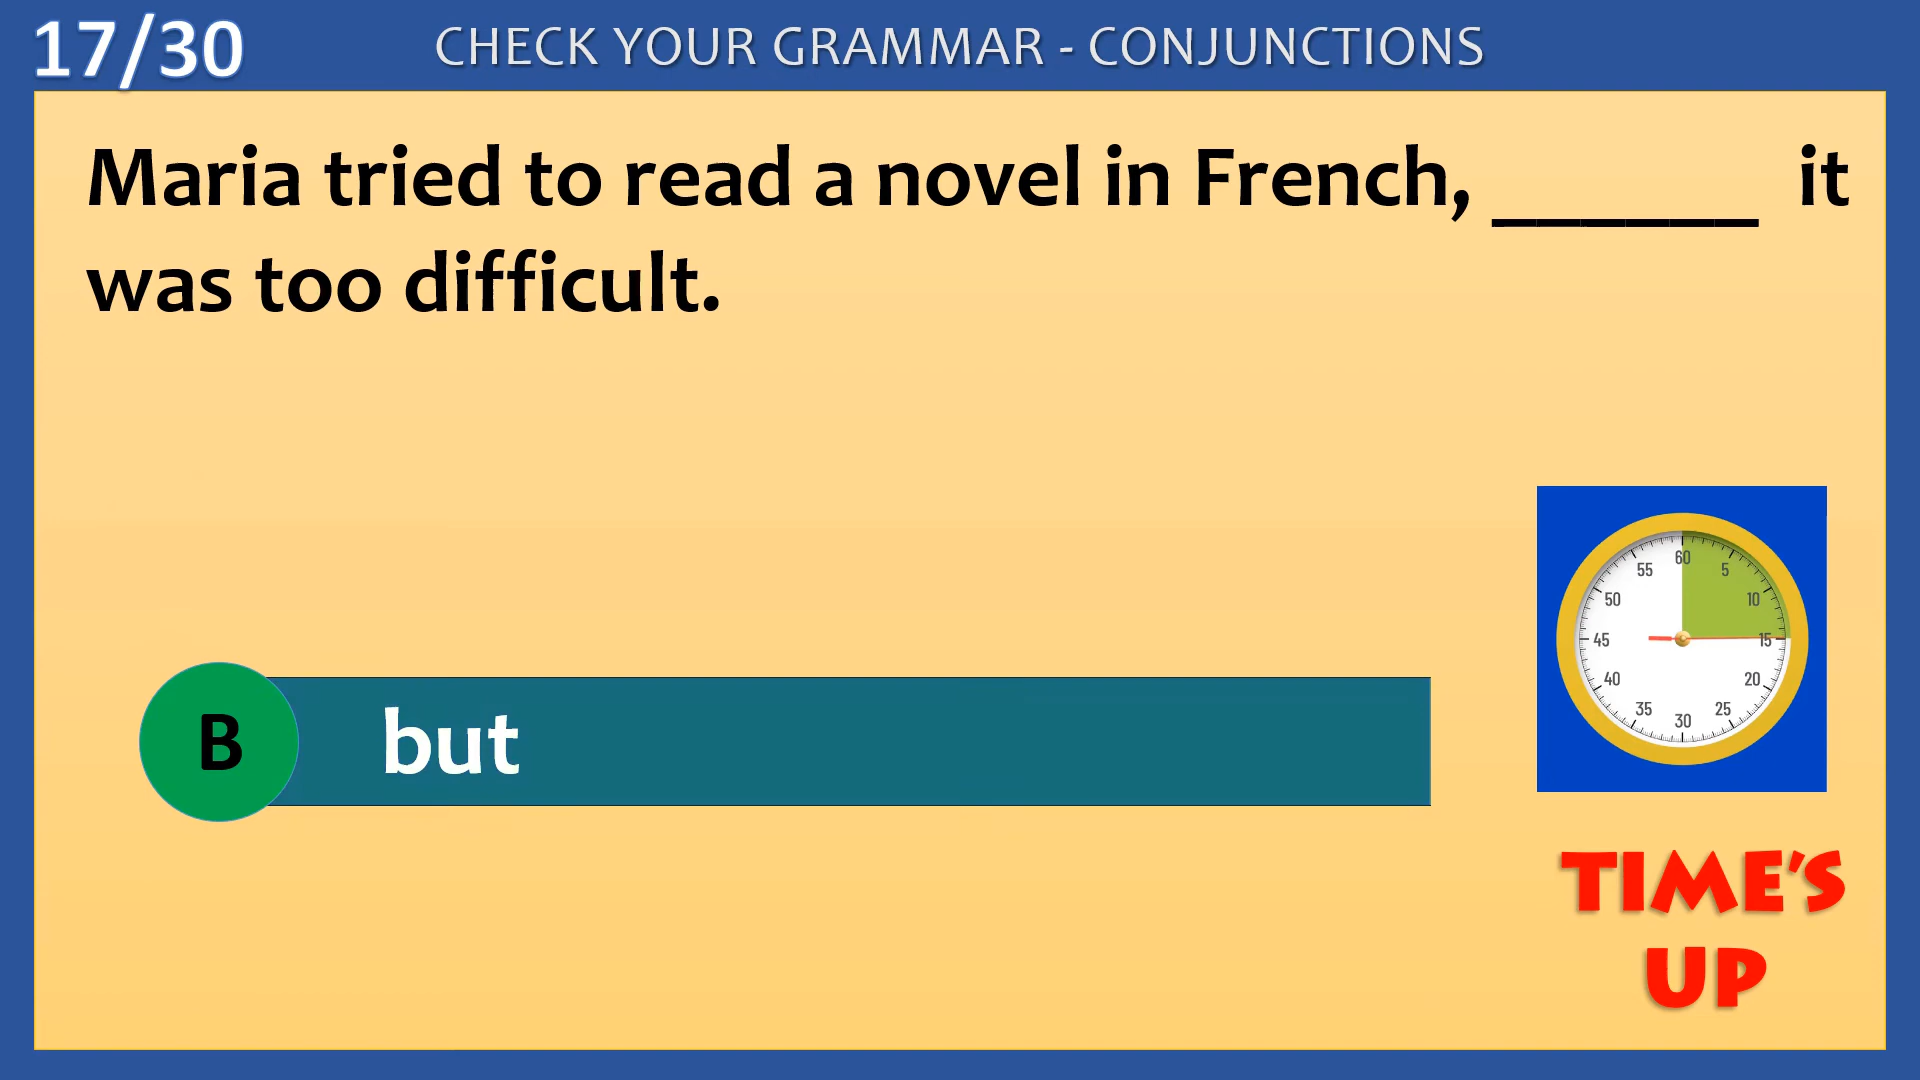 17/30
CHECK YOUR GRAMMAR - CONJUNCTIONS
Maria tried to read a novel in French, ______ it
was too difficult.
60
55
5
50
10
45
15
40
20
35
25
30
B
but
TIME'S
UP